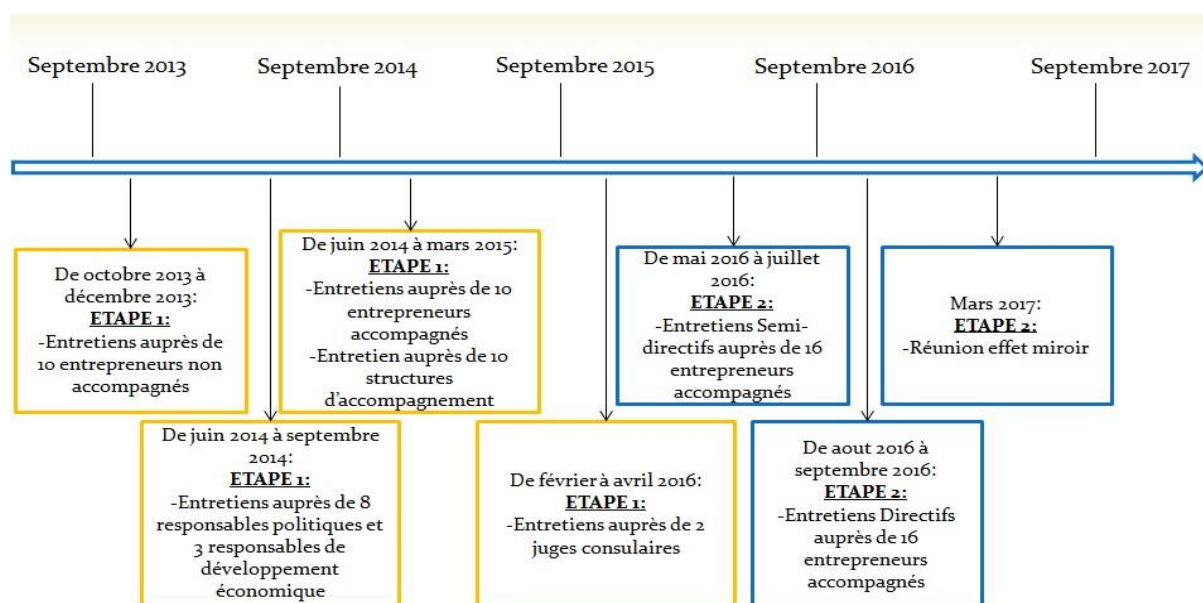 Septembre 2013
Septembre 2014
Septembre 2015
Septembre 2016
Septembre 2017
De octobre 2013 à
décembre 2013:
ETAPE 1:
-Entretiens auprès de
10 entrepreneurs non
accompagnés
De juin 2014 à mars 2015:
ETAPE 1:
-Entretiens auprès de 10
entrepreneurs
accompagnés
-Entretien auprès de 10
structures
d'accompagnement
De mai 2016 à juillet
2016:
ETAPE 2:
-Entretiens Semi-
directifs auprès de 16
entrepreneurs
accompagnés
Mars 2017:
ETAPE 2:
-Réunion effet miroir
De juin 2014 à septembre
2014:
ETAPE 1:
-Entretiens auprès de 8
responsables politiques et
3 responsables de
développement
économique
De février à avril 2016:
ETAPE 1:
-Entretiens auprès de 2
juges consulaires
De aout 2016 à
septembre 2016:
ETAPE 2:
-Entretiens Directifs
auprès de 16
entrepreneurs
accompagnés